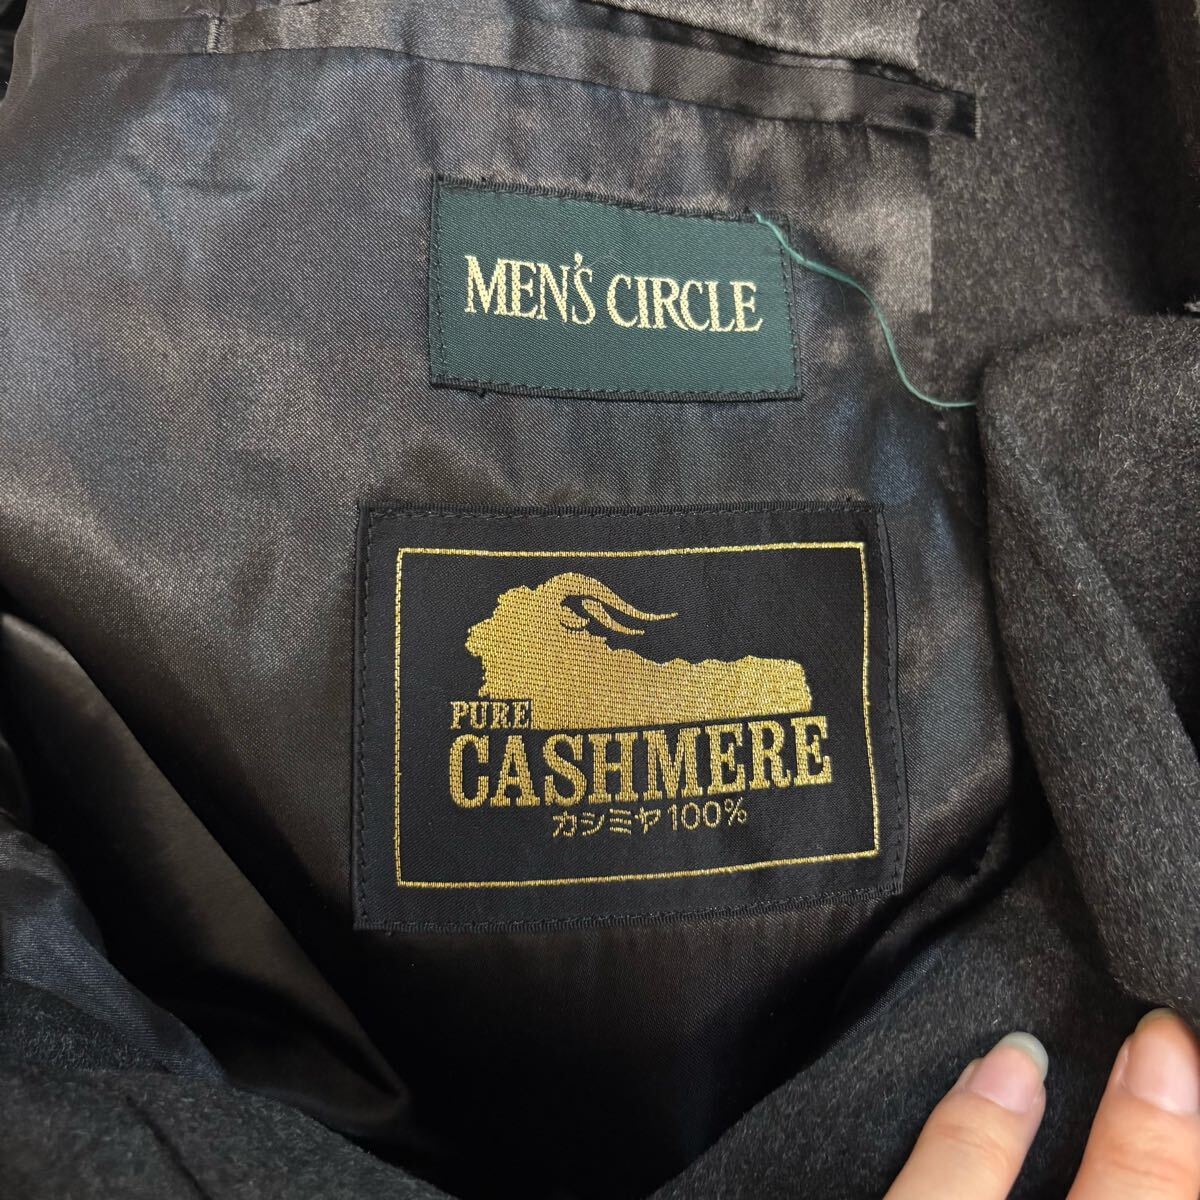 MEN'S CIRCLE
PURE
CASHMERE
カシミヤ100%